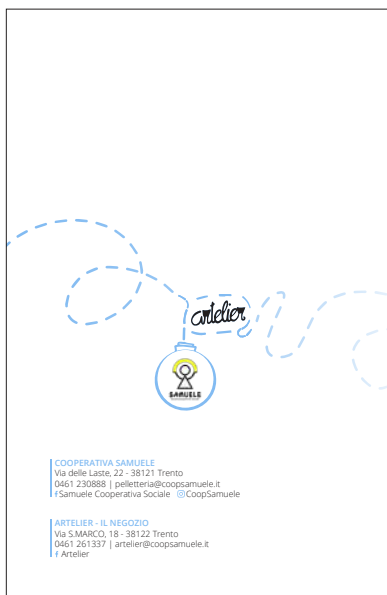 artelier
SAMUELE
COOPERATIVA SAMUELE
Via delle Laste, 22 - 38121 Trento
0461 230888 | pelletteria@coopsamuele.it
Samuele Cooperativa Sociale CoopSamuele
ARTELIER - IL NEGOZIO
Via S.MARCO, 18 - 38122 Trento
0461 261337 | artelier@coopsamuele.it
Artelier